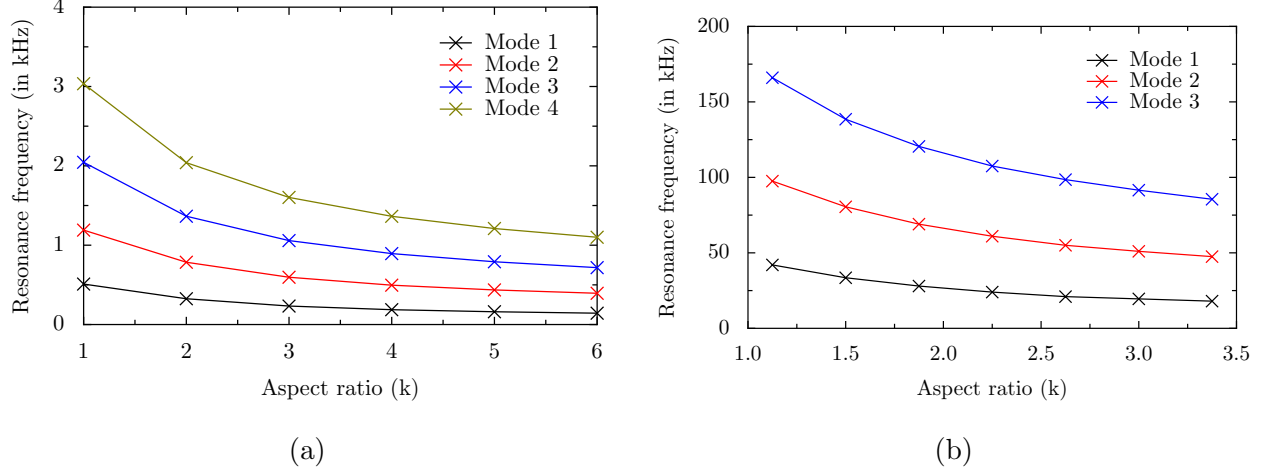 Resonance frequency (in kHz)
4
3
2
1
0
Mode 1
Mode 2
Mode 3
Mode 4
1 2 3 4 5 6
Aspect ratio (k)
(a)
Resonance frequency (in kHz)
200
150
100
50
0
Mode 1
Mode 2
Mode 3
1.0 1.5 2.0 2.5 3.0 3.5
Aspect ratio (k)
(b)